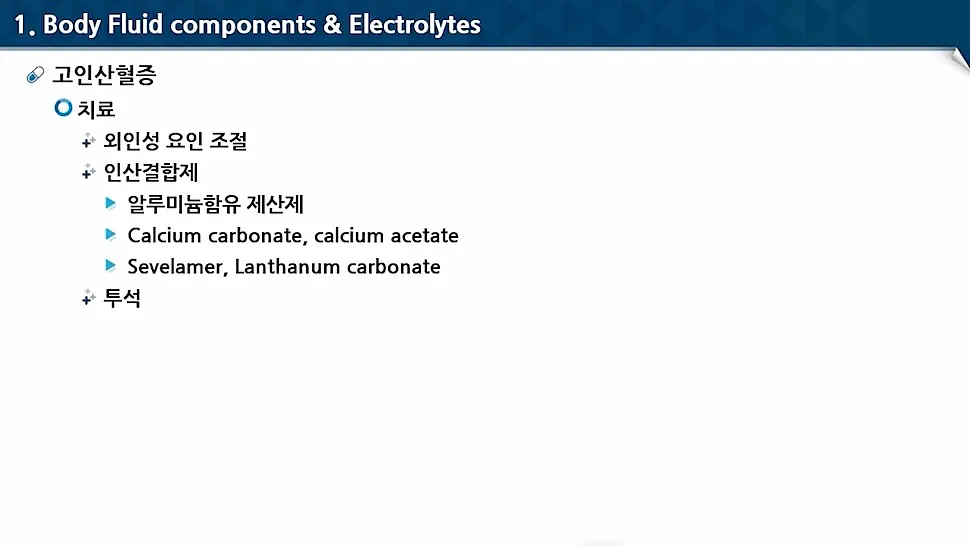 1. Body Fluid components & Electrolytes
고인산혈증
치료
외인성 요인 조절
인산결합제
알루미늄함유 제산제
Calcium carbonate, calcium acetate
Sevelamer, Lanthanum carbonate
투석